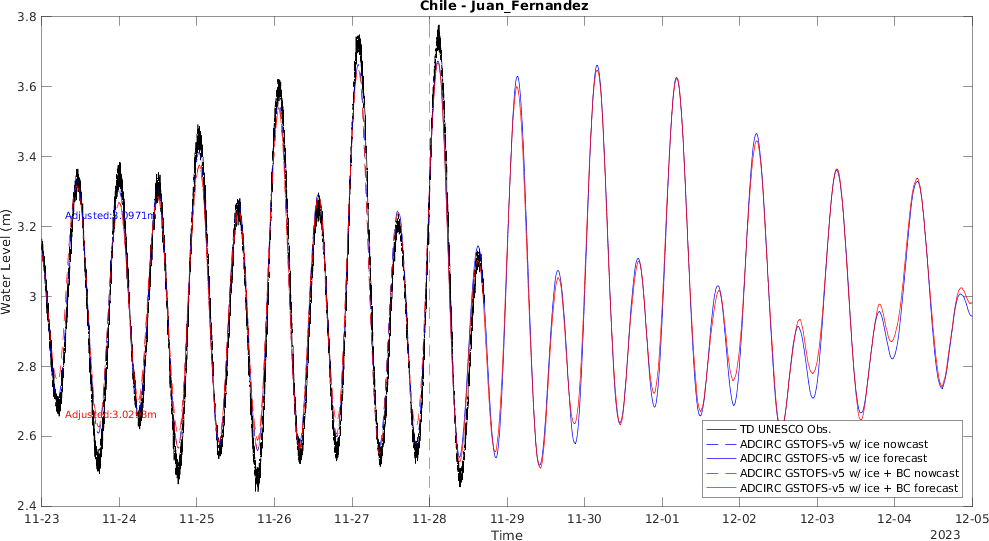 Chile - Juan_Fernandez
3.8
3.6
3.4
3.2
3
2.8
2.6
2.4
Water Level (m)
Adjusted:3.0971m
TD UNESCO Obs.
ADCIRC GSTOFS-v5 w/ ice nowcast
ADCIRC GSTOFS-v5 w/ ice forecast
ADCIRC GSTOFS-v5 w/ ice + BC nowcast
ADCIRC GSTOFS-v5 w/ ice + BC forecast
11-23 11-24 11-25 11-26 11-27 11-28 11-29 11-30 12-01 12-02 12-03 12-04 12-05
Time
2023